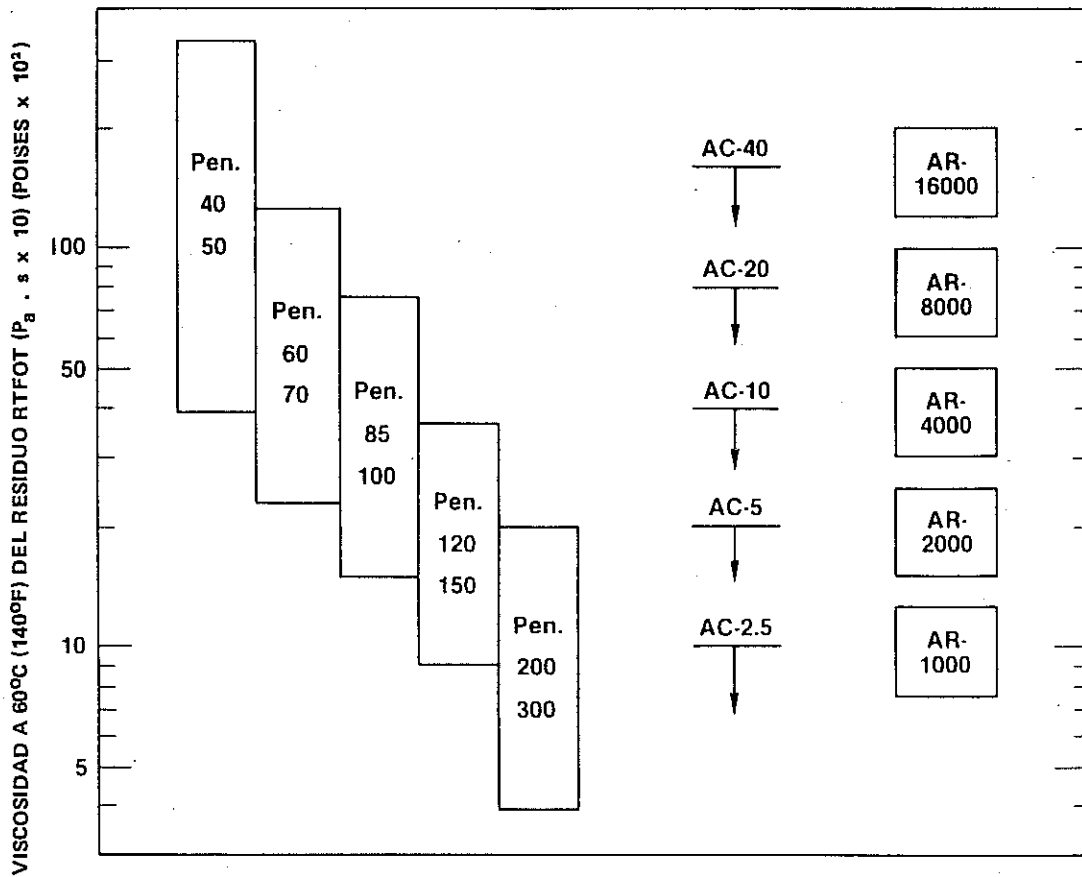 VISCOSIDAD A 60ºC (140ºF) DEL RESIDUO RTFOT (Pa . s x 10) (POISES x 10²)
100
50
10
5
Pen.
40
50
Pen.
60
70
Pen.
85
100
Pen.
120
150
Pen.
200
300
AC-40
AC-20
AC-10
AC-5
AC-2.5
AR-
16000
AR-
8000
AR-
4000
AR-
2000
AR-
1000